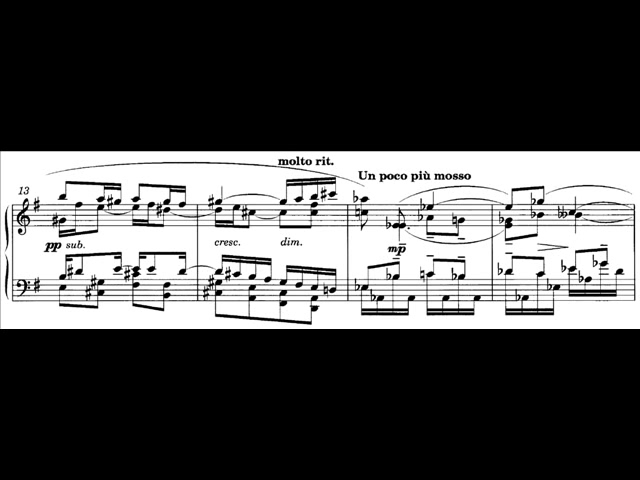 molto rit.
13
Un poco più mosso
pp sub.
cresc.
dim.
mp